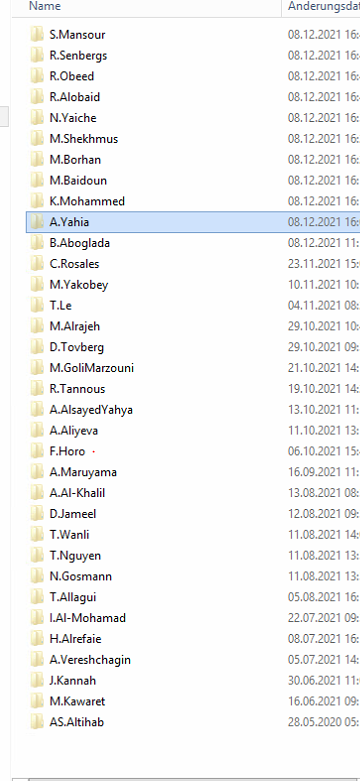 Name Änderungsdat
S.Mansour 08.12.2021 16:
R.Senbergs 08.12.2021 16:
R.Obeed 08.12.2021 16:
R.Alobaid 08.12.2021 16:
N.Yaiche 08.12.2021 16:
M.Shekhmus 08.12.2021 16:
M.Borhan 08.12.2021 16:
M.Baidoun 08.12.2021 16:
K.Mohammed 08.12.2021 16:
A.Yahia 08.12.2021 16:
B.Aboglada 08.12.2021 11:
C.Rosales 23.11.2021 15:
M.Yakobey 10.11.2021 10:
T.Le 04.11.2021 08:
M.Alrajeh 29.10.2021 10:
D.Tovberg 29.10.2021 09:
M.GoliMarzouni 21.10.2021 14:
R.Tannous 19.10.2021 14:
A.AlsayedYahya 13.10.2021 11:
A.Aliyeva 11.10.2021 13:
F.Horo 06.10.2021 15:
A.Maruyama 16.09.2021 11:
A.Al-Khalil 13.08.2021 08:
D.Jameel 12.08.2021 09:
T.Wanli 11.08.2021 14:
T.Nguyen 11.08.2021 13:
N.Gosmann 11.08.2021 13:
T.Allagui 05.08.2021 16:
I.Al-Mohamad 22.07.2021 09:
H.Alrefaie 08.07.2021 16:
A.Vereshchagin 05.07.2021 14:
J.Kannah 30.06.2021 11:
M.Kawaret 16.06.2021 09:
AS.Altihab 28.05.2020 05: